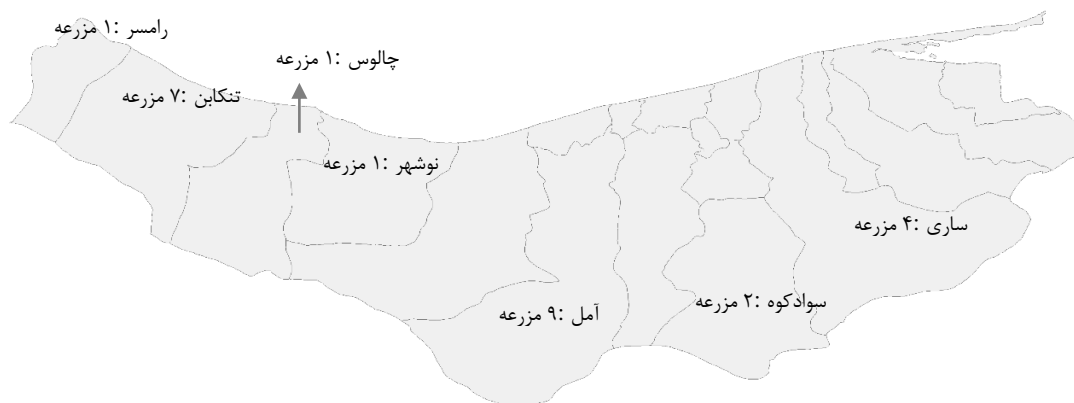 رامسر :۱ مزرعه
چالوس :۱ مزرعه
تنکابن :۷ مزرعه
نوشهر :۱ مزرعه
ساری :۴ مزرعه
سوادکوه :۲ مزرعه
آمل :۹ مزرعه